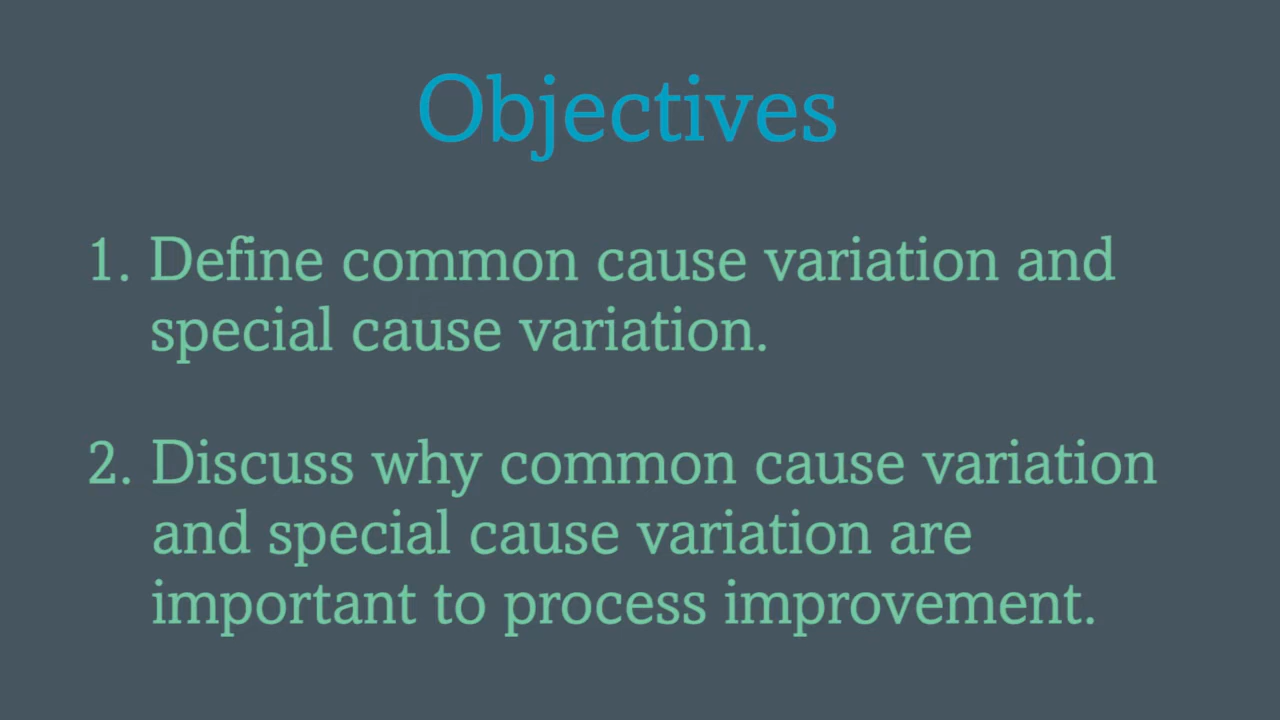 Objectives
1. Define common cause variation and
special cause variation.
2. Discuss why common cause variation
and special cause variation are
important to process improvement.